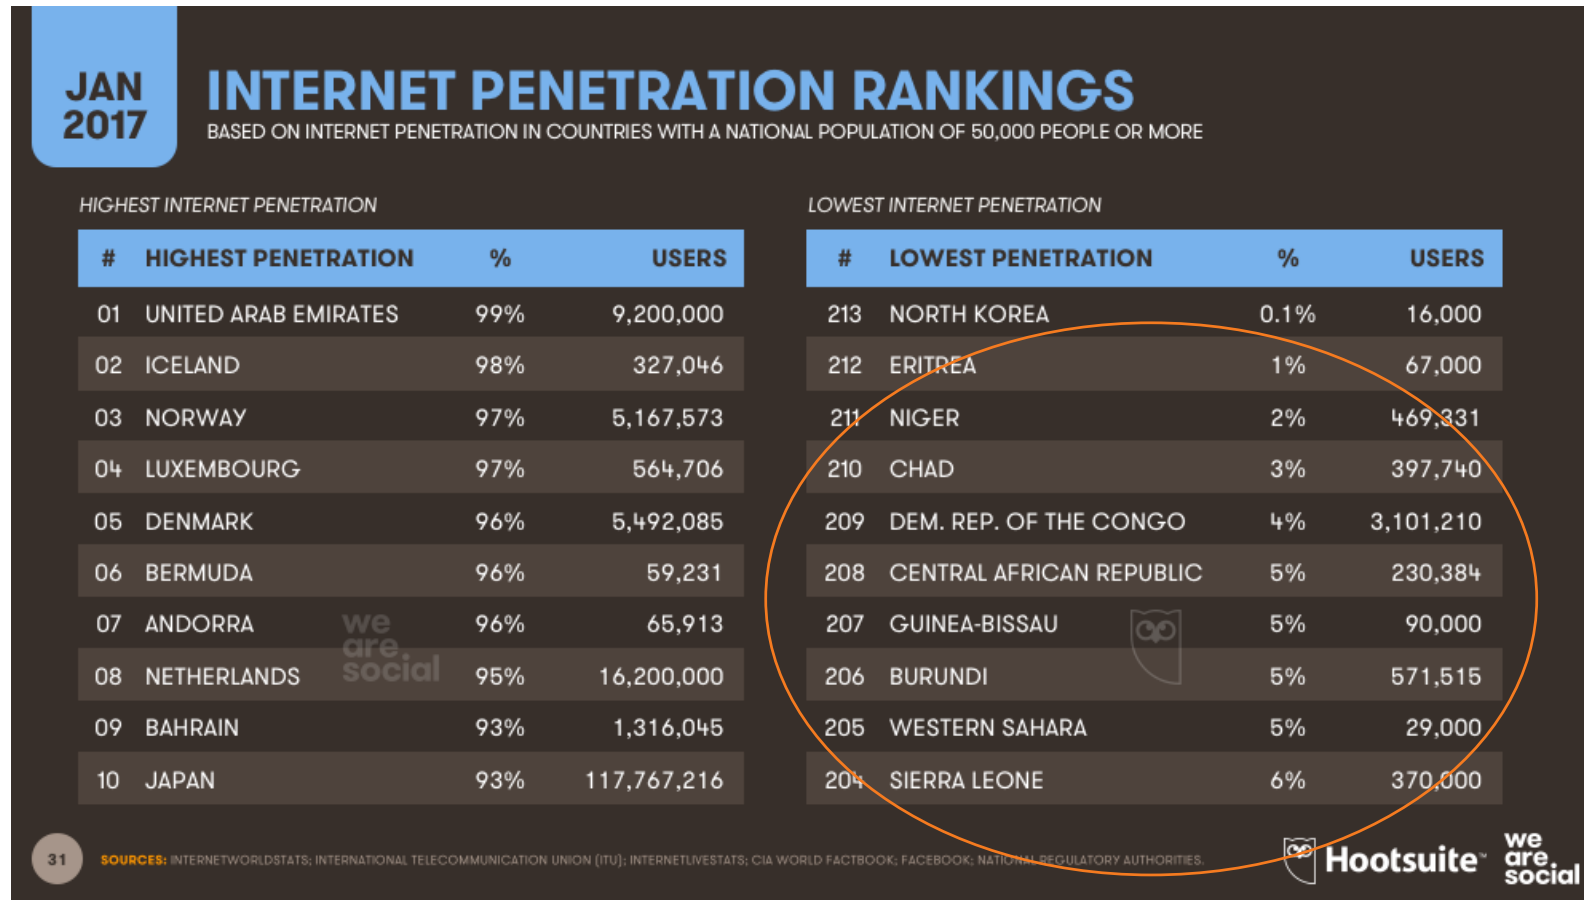 JAN
2017
INTERNET PENETRATION RANKINGS
BASED ON INTERNET PENETRATION IN COUNTRIES WITH A NATIONAL POPULATION OF 50,000 PEOPLE OR MORE
HIGHEST INTERNET PENETRATION
# HIGHEST PENETRATION % USERS
01 UNITED ARAB EMIRATES 99% 9,200,000
02 ICELAND 98% 327,046
03 NORWAY 97% 5,167,573
04 LUXEMBOURG 97% 564,706
05 DENMARK 96% 5,492,085
06 BERMUDA 96% 59,231
07 ANDORRA 96% 65,913
08 NETHERLANDS 95% 16,200,000
09 BAHRAIN 93% 1,316,045
10 JAPAN 93% 117,767,216
we
are.
social
LOWEST INTERNET PENETRATION
# LOWEST PENETRATION % USERS
213 NORTH KOREA 0.1% 16,000
212 ERITREA 1% 67,000
211 NIGER 2% 469,331
210 CHAD 3% 397,740
209 DEM. REP. OF THE CONGO 4% 3,101,210
208 CENTRAL AFRICAN REPUBLIC 5% 230,384
207 GUINEA-BISSAU 5% 90,000
206 BURUNDI 5% 571,515
205 WESTERN SAHARA 5% 29,000
204 SIERRA LEONE 6% 370,000
31 SOURCES: INTERNETWORLDSTATS; INTERNATIONAL TELECOMMUNICATION UNION (ITU); INTERNETLIVESTATS; CIA WORLD FACTBOOK; FACEBOOK; NATIONAL REGULATORY AUTHORITIES.
Hootsuite™
we
are.
social